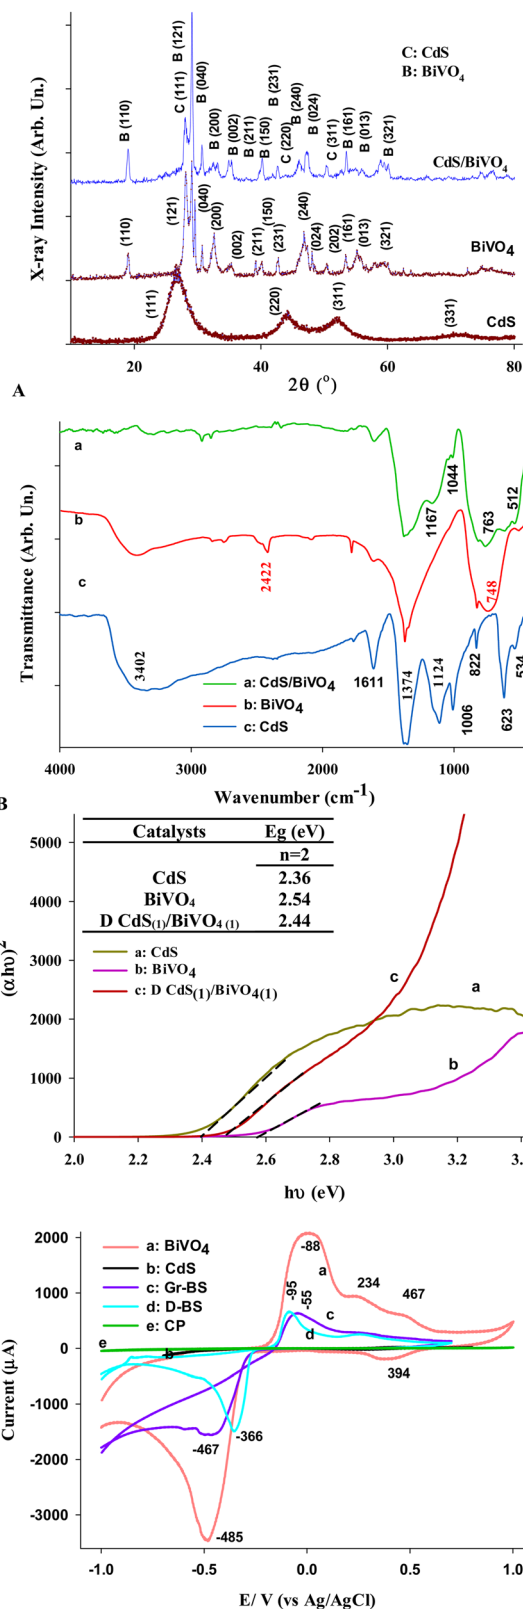 C: CdS
B: BiVO4
B (110)
C (111)
B (121)
B (040)
B (200)
B (002)
B (211)
B (150)
B (231)
C (220)
B (240)
B (024)
C (311)
B (161)
B (013)
B (321)
CdS/BiVO4
(110)
(121)
(040)
(200)
(002)
(211)
(150)
(231)
(240)
(024)
(202)
(161)
(013)
(321)
BiVO4
(111)
(220)
(311)
(331)
CdS
X-ray Intensity (Arb. Un.)
20 40 60 80
2θ (o)
A
a
b
c
1167
1044
763
512
2422
748
3402
1611
1374
1124
1006
822
623
534
a: CdS/BiVO4
b: BiVO4
c: CdS
Transmittance (Arb. Un.)
4000 3000 2000 1000
Wavenumber (cm-1)
B
Catalysts Eg (eV)
n=2
CdS 2.36
BiVO4 2.54
D CdS(1)/BiVO4 (1) 2.44
a: CdS
b: BiVO4
c: D CdS(1)/BiVO4(1)
c
a
b
(αhυ)2
5000
4000
3000
2000
1000
0
2.0 2.2 2.4 2.6 2.8 3.0 3.2 3.4
hυ (eV)
a: BiVO4
b: CdS
c: Gr-BS
d: D-BS
e: CP
-88
a
234
467
-95
-55
c
d
e
b
394
-467
-366
-485
Current (µ A)
2000
1000
0
-1000
-2000
-3000
-1.0 -0.5 0.0 0.5 1.0
E/ V (vs Ag/AgCl)